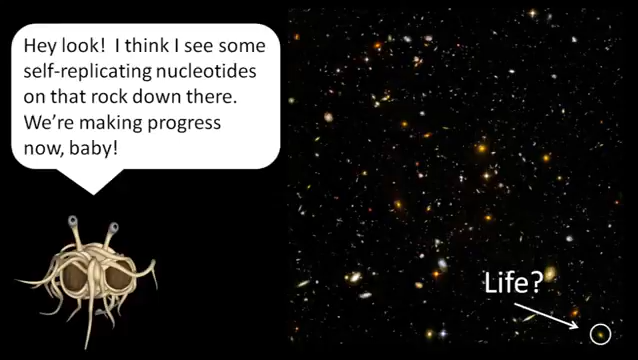 Hey look!  I think I see some
self-replicating nucleotides
on that rock down there.
We’re making progress
now, baby!
Life?